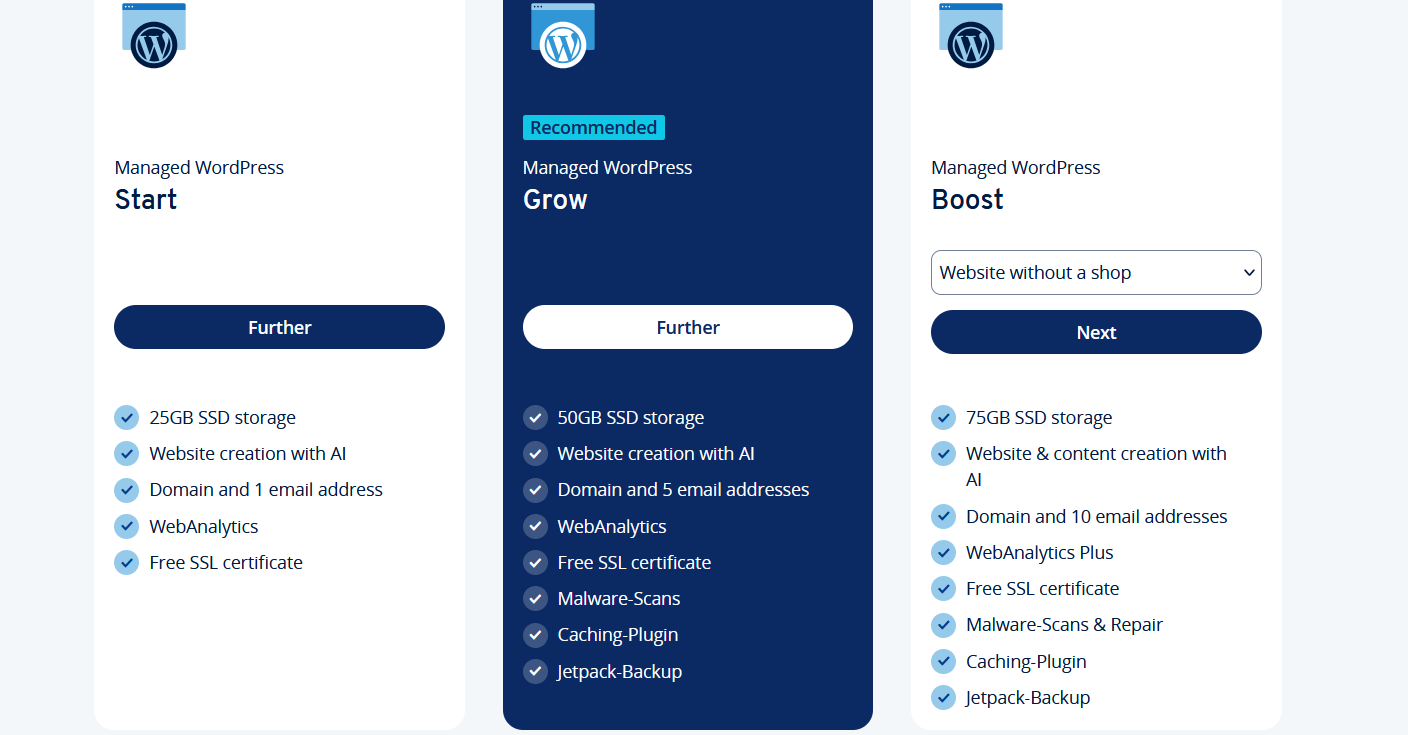 Managed WordPress
Start
Further
25GB SSD storage
Website creation with AI
Domain and 1 email address
WebAnalytics
Free SSL certificate
Recommended
Managed WordPress
Grow
Further
50GB SSD storage
Website creation with AI
Domain and 5 email addresses
WebAnalytics
Free SSL certificate
Malware-Scans
Caching-Plugin
Jetpack-Backup
Managed WordPress
Boost
Website without a shop
Next
75GB SSD storage
Website & content creation with
AI
Domain and 10 email addresses
WebAnalytics Plus
Free SSL certificate
Malware-Scans & Repair
Caching-Plugin
Jetpack-Backup